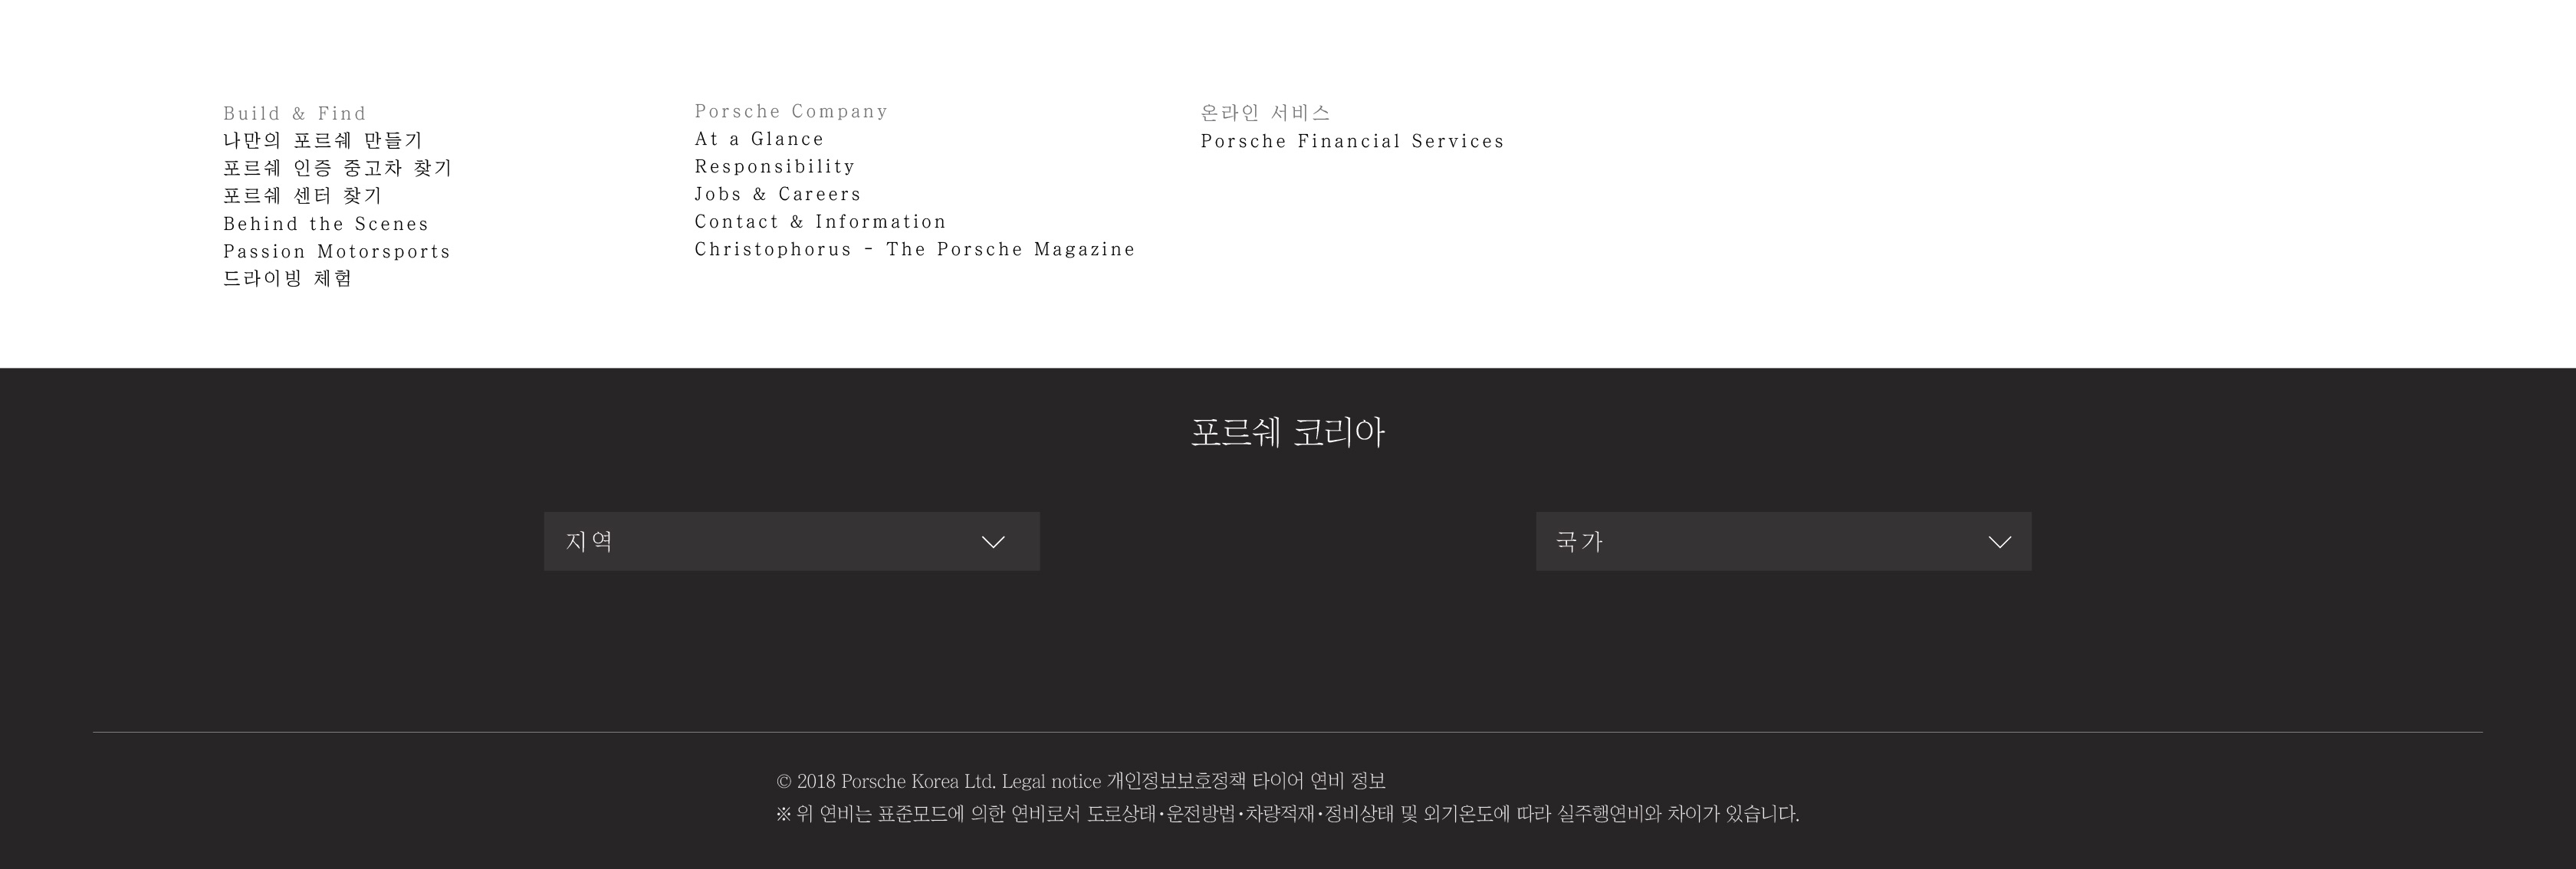 Build & Find
나만의 포르쉐 만들기
포르쉐 인증 중고차 찾기
포르쉐 센터 찾기
Behind the Scenes
Passion Motorsports
드라이빙 체험
Porsche Company
At a Glance
Responsibility
Jobs & Careers
Contact & Information
Christophorus - The Porsche Magazine
온라인 서비스
Porsche Financial Services
포르쉐 코리아
지역
국가
© 2018 Porsche Korea Ltd. Legal notice 개인정보보호정책 타이어 연비 정보
※ 위 연비는 표준모드에 의한 연비로서 도로상태·운전방법·차량적재·정비상태 및 외기온도에 따라 실주행연비와 차이가 있습니다.